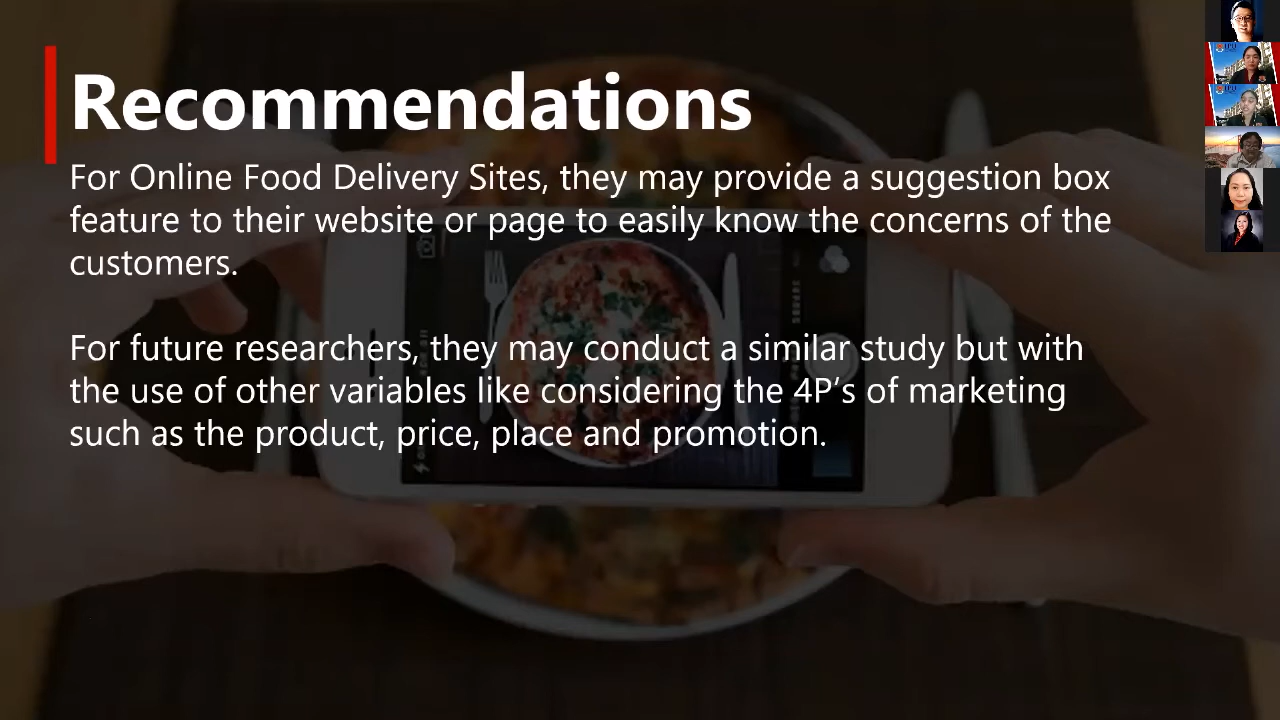 Recommendations
For Online Food Delivery Sites, they may provide a suggestion box
feature to their website or page to easily know the concerns of the
customers.
For future researchers, they may conduct a similar study but with
the use of other variables like considering the 4P’s of marketing
such as the product, price, place and promotion.